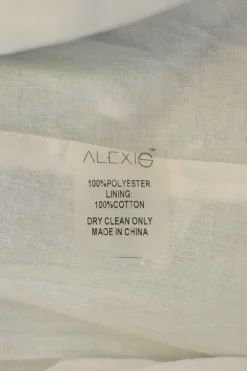 ALEXIS™
100%POLYESTER
LINING:
100%COTTON
DRY CLEAN ONLY
MADE IN CHINA